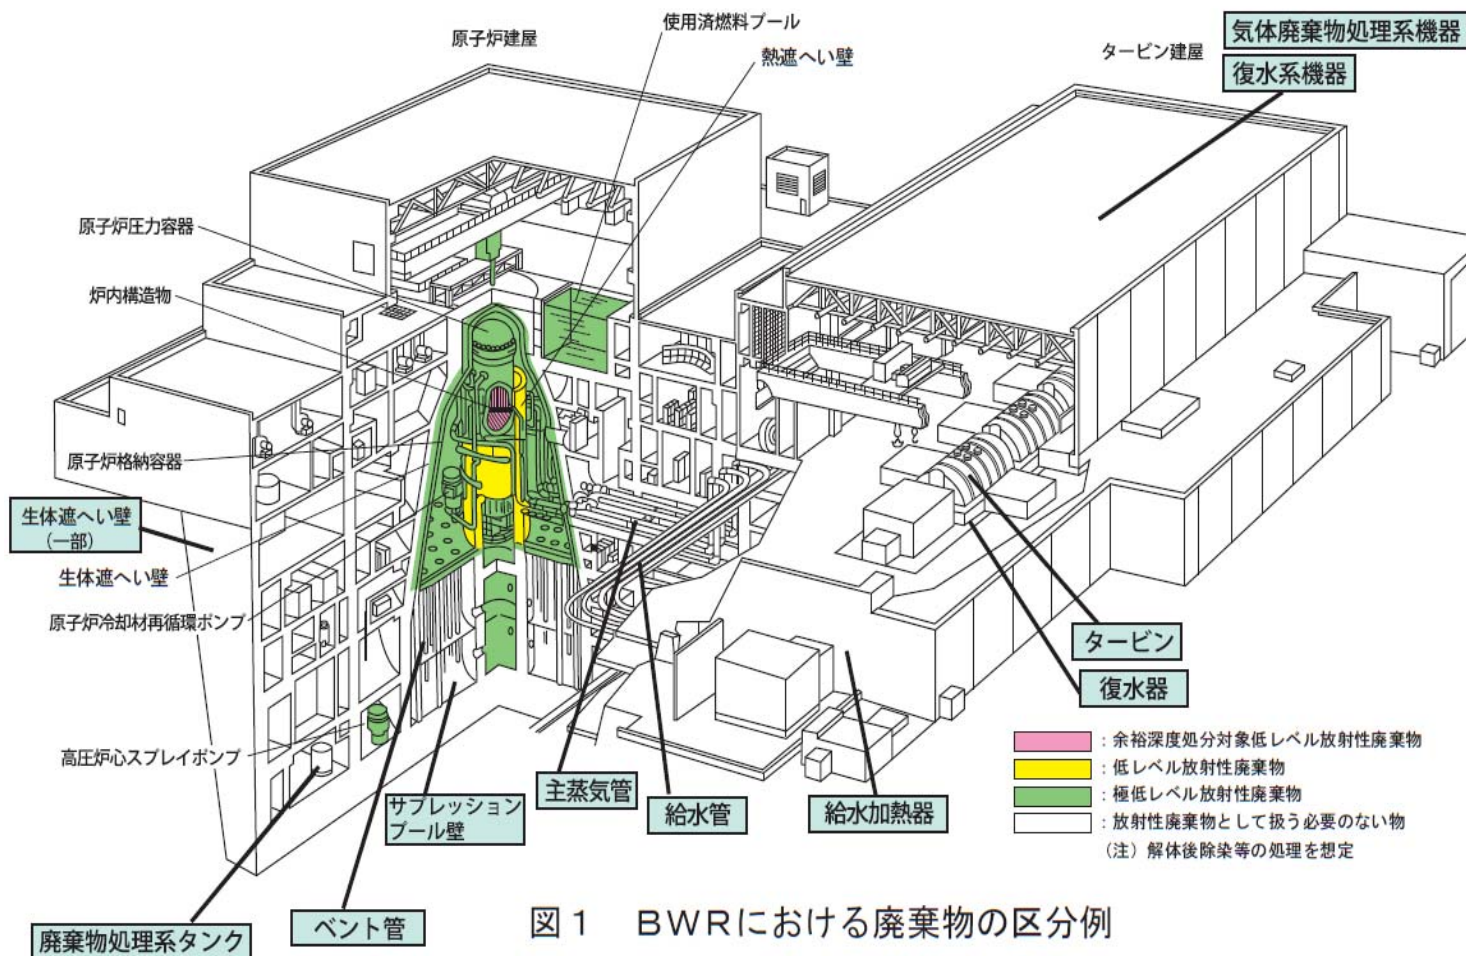 使用済燃料プール
原子炉建屋
熱遮へい壁
タービン建屋
気体廃棄物処理系機器
復水系機器
原子炉圧力容器
炉内構造物
原子炉格納容器
生体遮へい壁
(一部)
生体遮へい壁
原子炉冷却材再循環ポンプ
高圧炉心スプレイポンプ
廃棄物処理系タンク
ベント管
サプレッション
プール壁
主蒸気管
給水管
給水加熱器
タービン
復水器
：余裕深度処分対象低レベル放射性廃棄物
：低レベル放射性廃棄物
：極低レベル放射性廃棄物
：放射性廃棄物として扱う必要のない物
（注）解体後除染等の処理を想定
図１　ＢＷＲにおける廃棄物の区分例